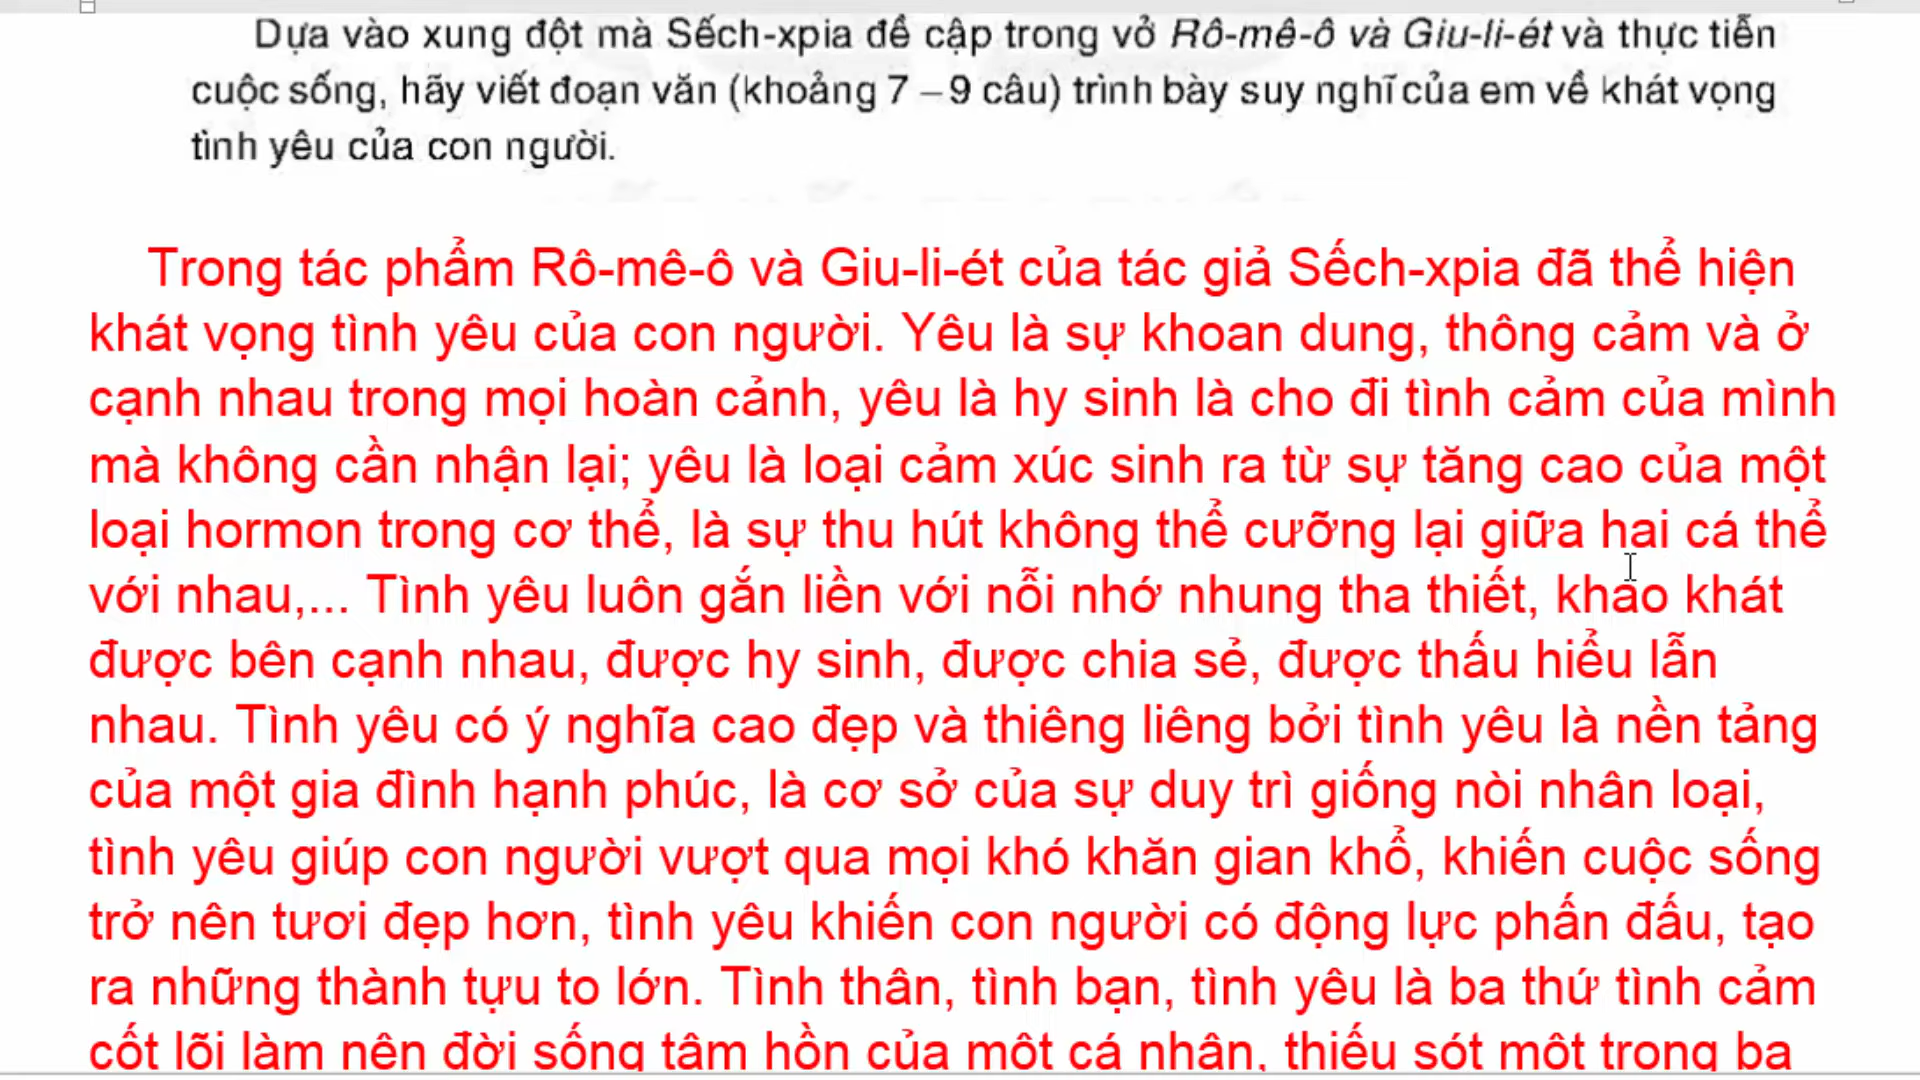 Dựa vào xung đột mà Sếch-xpia đề cập trong vở Rô-mê-ô và Giu-li-ét và thực tiễn
cuộc sống, hãy viết đoạn văn (khoảng 7 – 9 câu) trình bày suy nghĩ của em về khát vọng
tình yêu của con người.
Trong tác phẩm Rô-mê-ô và Giu-li-ét của tác giả Sếch-xpia đã thể hiện
khát vọng tình yêu của con người. Yêu là sự khoan dung, thông cảm và ở
cạnh nhau trong mọi hoàn cảnh, yêu là hy sinh là cho đi tình cảm của mình
mà không cần nhận lại; yêu là loại cảm xúc sinh ra từ sự tăng cao của một
loại hormon trong cơ thể, là sự thu hút không thể cưỡng lại giữa hai cá thể
với nhau,... Tình yêu luôn gắn liền với nỗi nhớ nhung tha thiết, khao khát
được bên cạnh nhau, được hy sinh, được chia sẻ, được thấu hiểu lẫn
nhau. Tình yêu có ý nghĩa cao đẹp và thiêng liêng bởi tình yêu là nền tảng
của một gia đình hạnh phúc, là cơ sở của sự duy trì giống nòi nhân loại,
tình yêu giúp con người vượt qua mọi khó khăn gian khổ, khiến cuộc sống
trở nên tươi đẹp hơn, tình yêu khiến con người có động lực phấn đấu, tạo
ra những thành tựu to lớn. Tình thân, tình bạn, tình yêu là ba thứ tình cảm
cốt lõi làm nên đời sống tâm hồn của một cá nhân, thiếu sót một trong ba